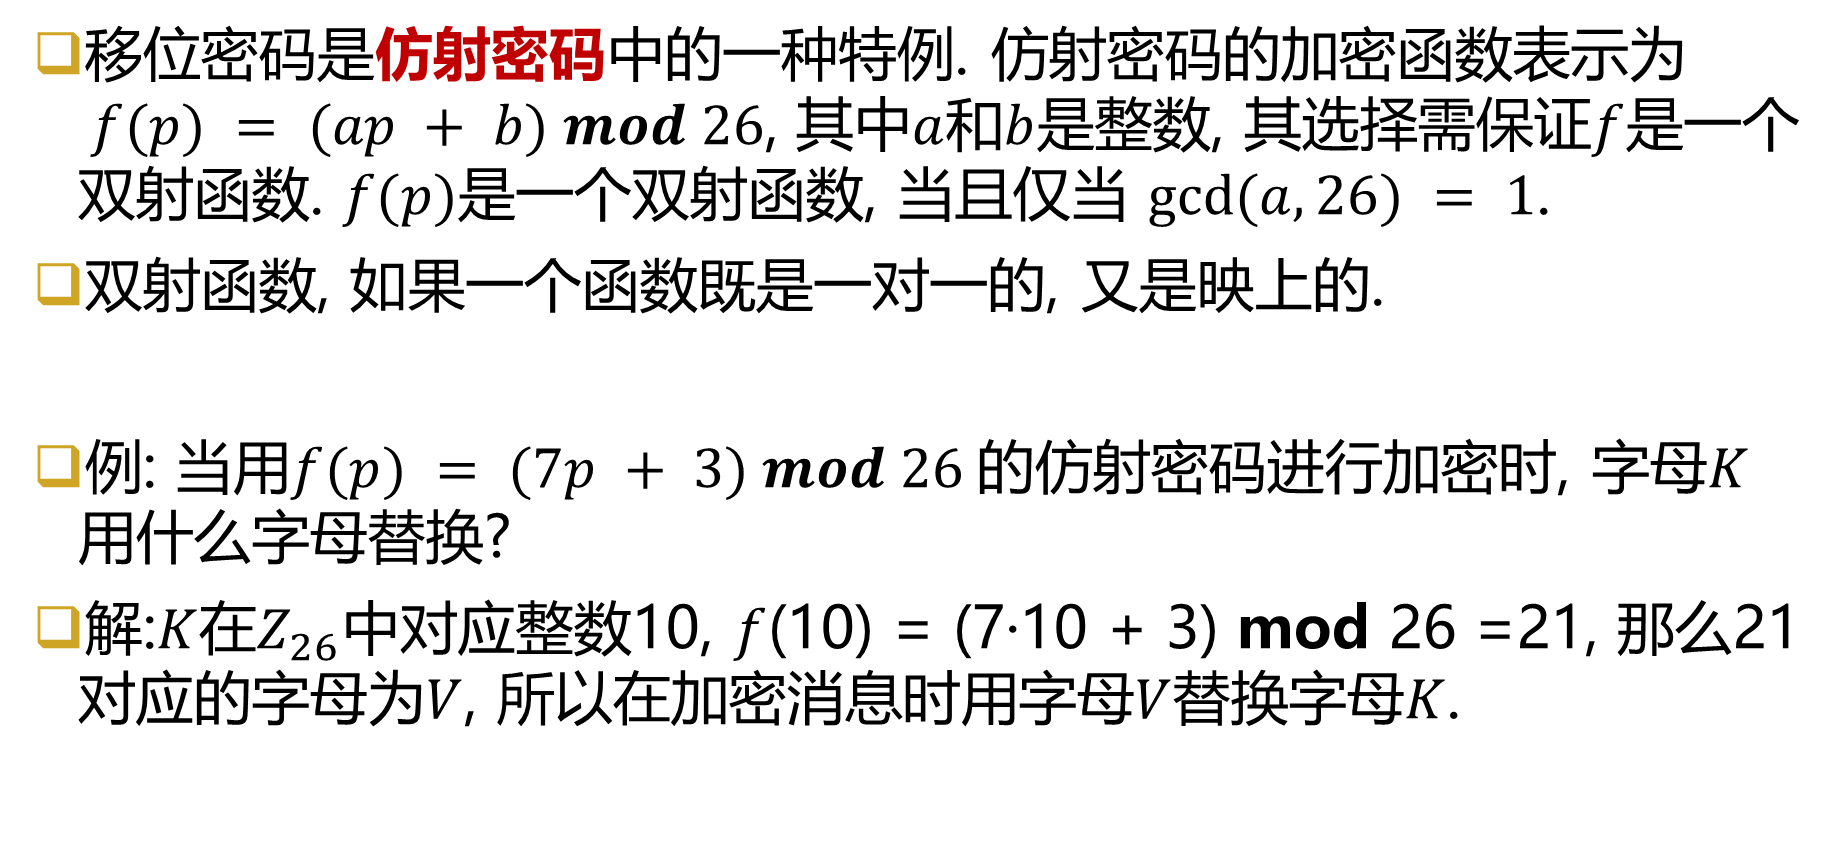 ❑移位密码是仿射密码中的一种特例. 仿射密码的加密函数表示为
f(p) = (ap + b) mod 26, 其中a和b是整数, 其选择需保证f是一个
双射函数. f(p)是一个双射函数, 当且仅当 gcd(a, 26) = 1.
❑双射函数, 如果一个函数既是一对一的, 又是映上的.
❑例: 当用f(p) = (7p + 3) mod 26 的仿射密码进行加密时, 字母K
用什么字母替换?
❑解:K在Z₂₆中对应整数10, f(10) = (7·10 + 3) mod 26 =21, 那么21
对应的字母为V, 所以在加密消息时用字母V替换字母K.